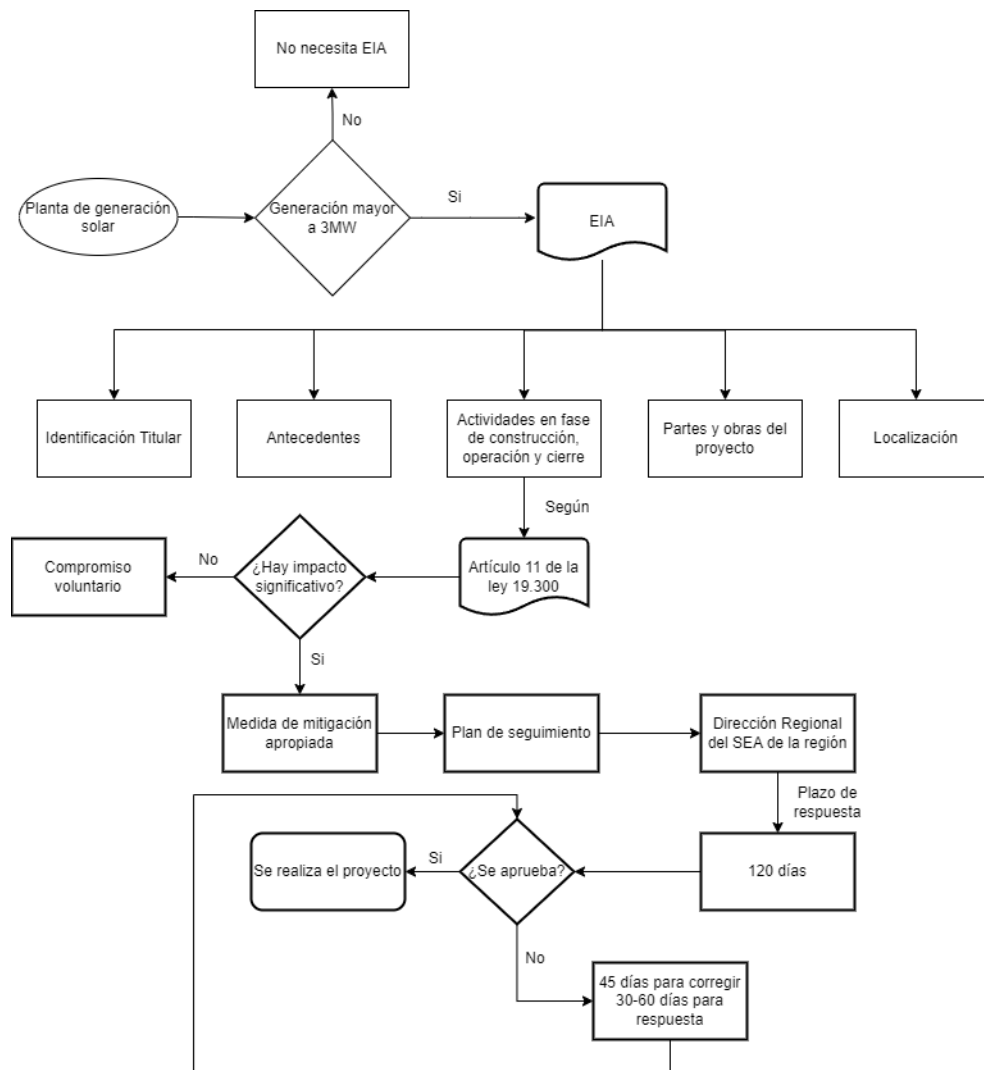 No necesita EIA
No
Planta de generación
solar
Generación mayor
a 3MW
Si
EIA
Identificación Titular
Antecedentes
Actividades en fase
de construcción,
operación y cierre
Partes y obras del
proyecto
Localización
Según
Compromiso
voluntario
No
¿Hay impacto
significativo?
Artículo 11 de la
ley 19.300
Si
Medida de mitigación
apropiada
Plan de seguimiento
Dirección Regional
del SEA de la región
Plazo de
respuesta
Se realiza el proyecto
Si
¿Se aprueba?
120 días
No
45 días para corregir
30-60 días para
respuesta